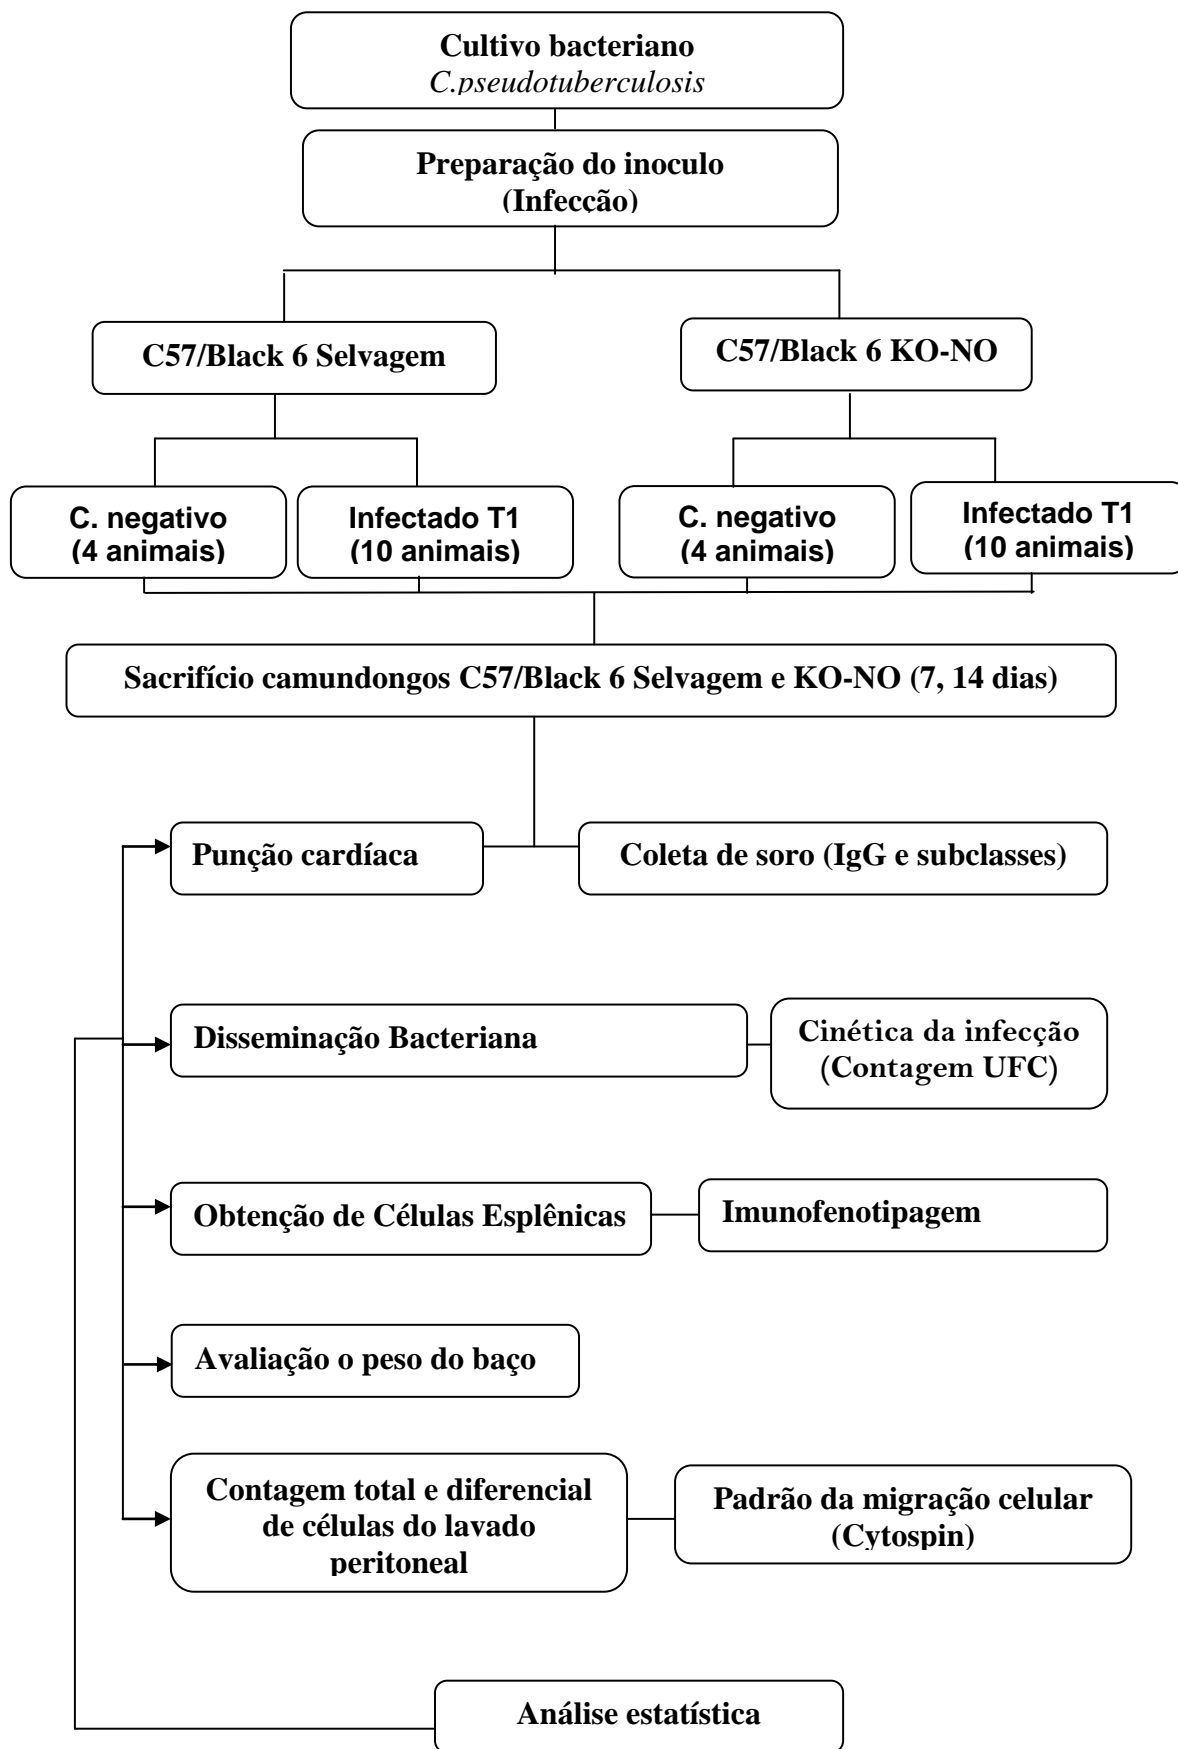 Cultivo bacteriano
C.pseudotuberculosis
Preparação do inoculo
(Infecção)
C57/Black 6 Selvagem
C57/Black 6 KO-NO
C. negativo
(4 animais)
Infectado T1
(10 animais)
C. negativo
(4 animais)
Infectado T1
(10 animais)
Sacrifício camundongos C57/Black 6 Selvagem e KO-NO (7, 14 dias)
Punção cardíaca
Coleta de soro (IgG e subclasses)
Disseminação Bacteriana
Cinética da infecção
(Contagem UFC)
Obtenção de Células Esplênicas
Imunofenotipagem
Avaliação o peso do baço
Contagem total e diferencial
de células do lavado
peritoneal
Padrão da migração celular
(Cytospin)
Análise estatística